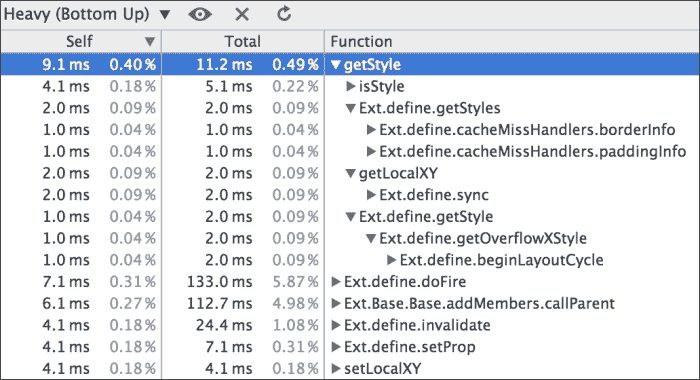 Heavy (Bottom Up) ▼
Self ▼ Total Function
9.1 ms 0.40 % 11.2 ms 0.49 % ▼getStyle
4.1 ms 0.18 % 5.1 ms 0.22 % ▶isStyle
2.0 ms 0.09 % 2.0 ms 0.09 % ▼Ext.define.getStyles
1.0 ms 0.04 % 1.0 ms 0.04 % ▶Ext.define.cacheMissHandlers.borderInfo
1.0 ms 0.04 % 1.0 ms 0.04 % ▶Ext.define.cacheMissHandlers.paddingInfo
2.0 ms 0.09 % 2.0 ms 0.09 % ▼getLocalXY
2.0 ms 0.09 % 2.0 ms 0.09 % ▶Ext.define.sync
1.0 ms 0.04 % 2.0 ms 0.09 % ▼Ext.define.getStyle
1.0 ms 0.04 % 2.0 ms 0.09 % ▼Ext.define.getOverflowXStyle
1.0 ms 0.04 % 2.0 ms 0.09 % ▶Ext.define.beginLayoutCycle
7.1 ms 0.31 % 133.0 ms 5.87 % ▶Ext.define.doFire
6.1 ms 0.27 % 112.7 ms 4.98 % ▶Ext.Base.Base.addMembers.callParent
4.1 ms 0.18 % 24.4 ms 1.08 % ▶Ext.define.invalidate
4.1 ms 0.18 % 7.1 ms 0.31 % ▶Ext.define.setProp
4.1 ms 0.18 % 4.1 ms 0.18 % ▶setLocalXY